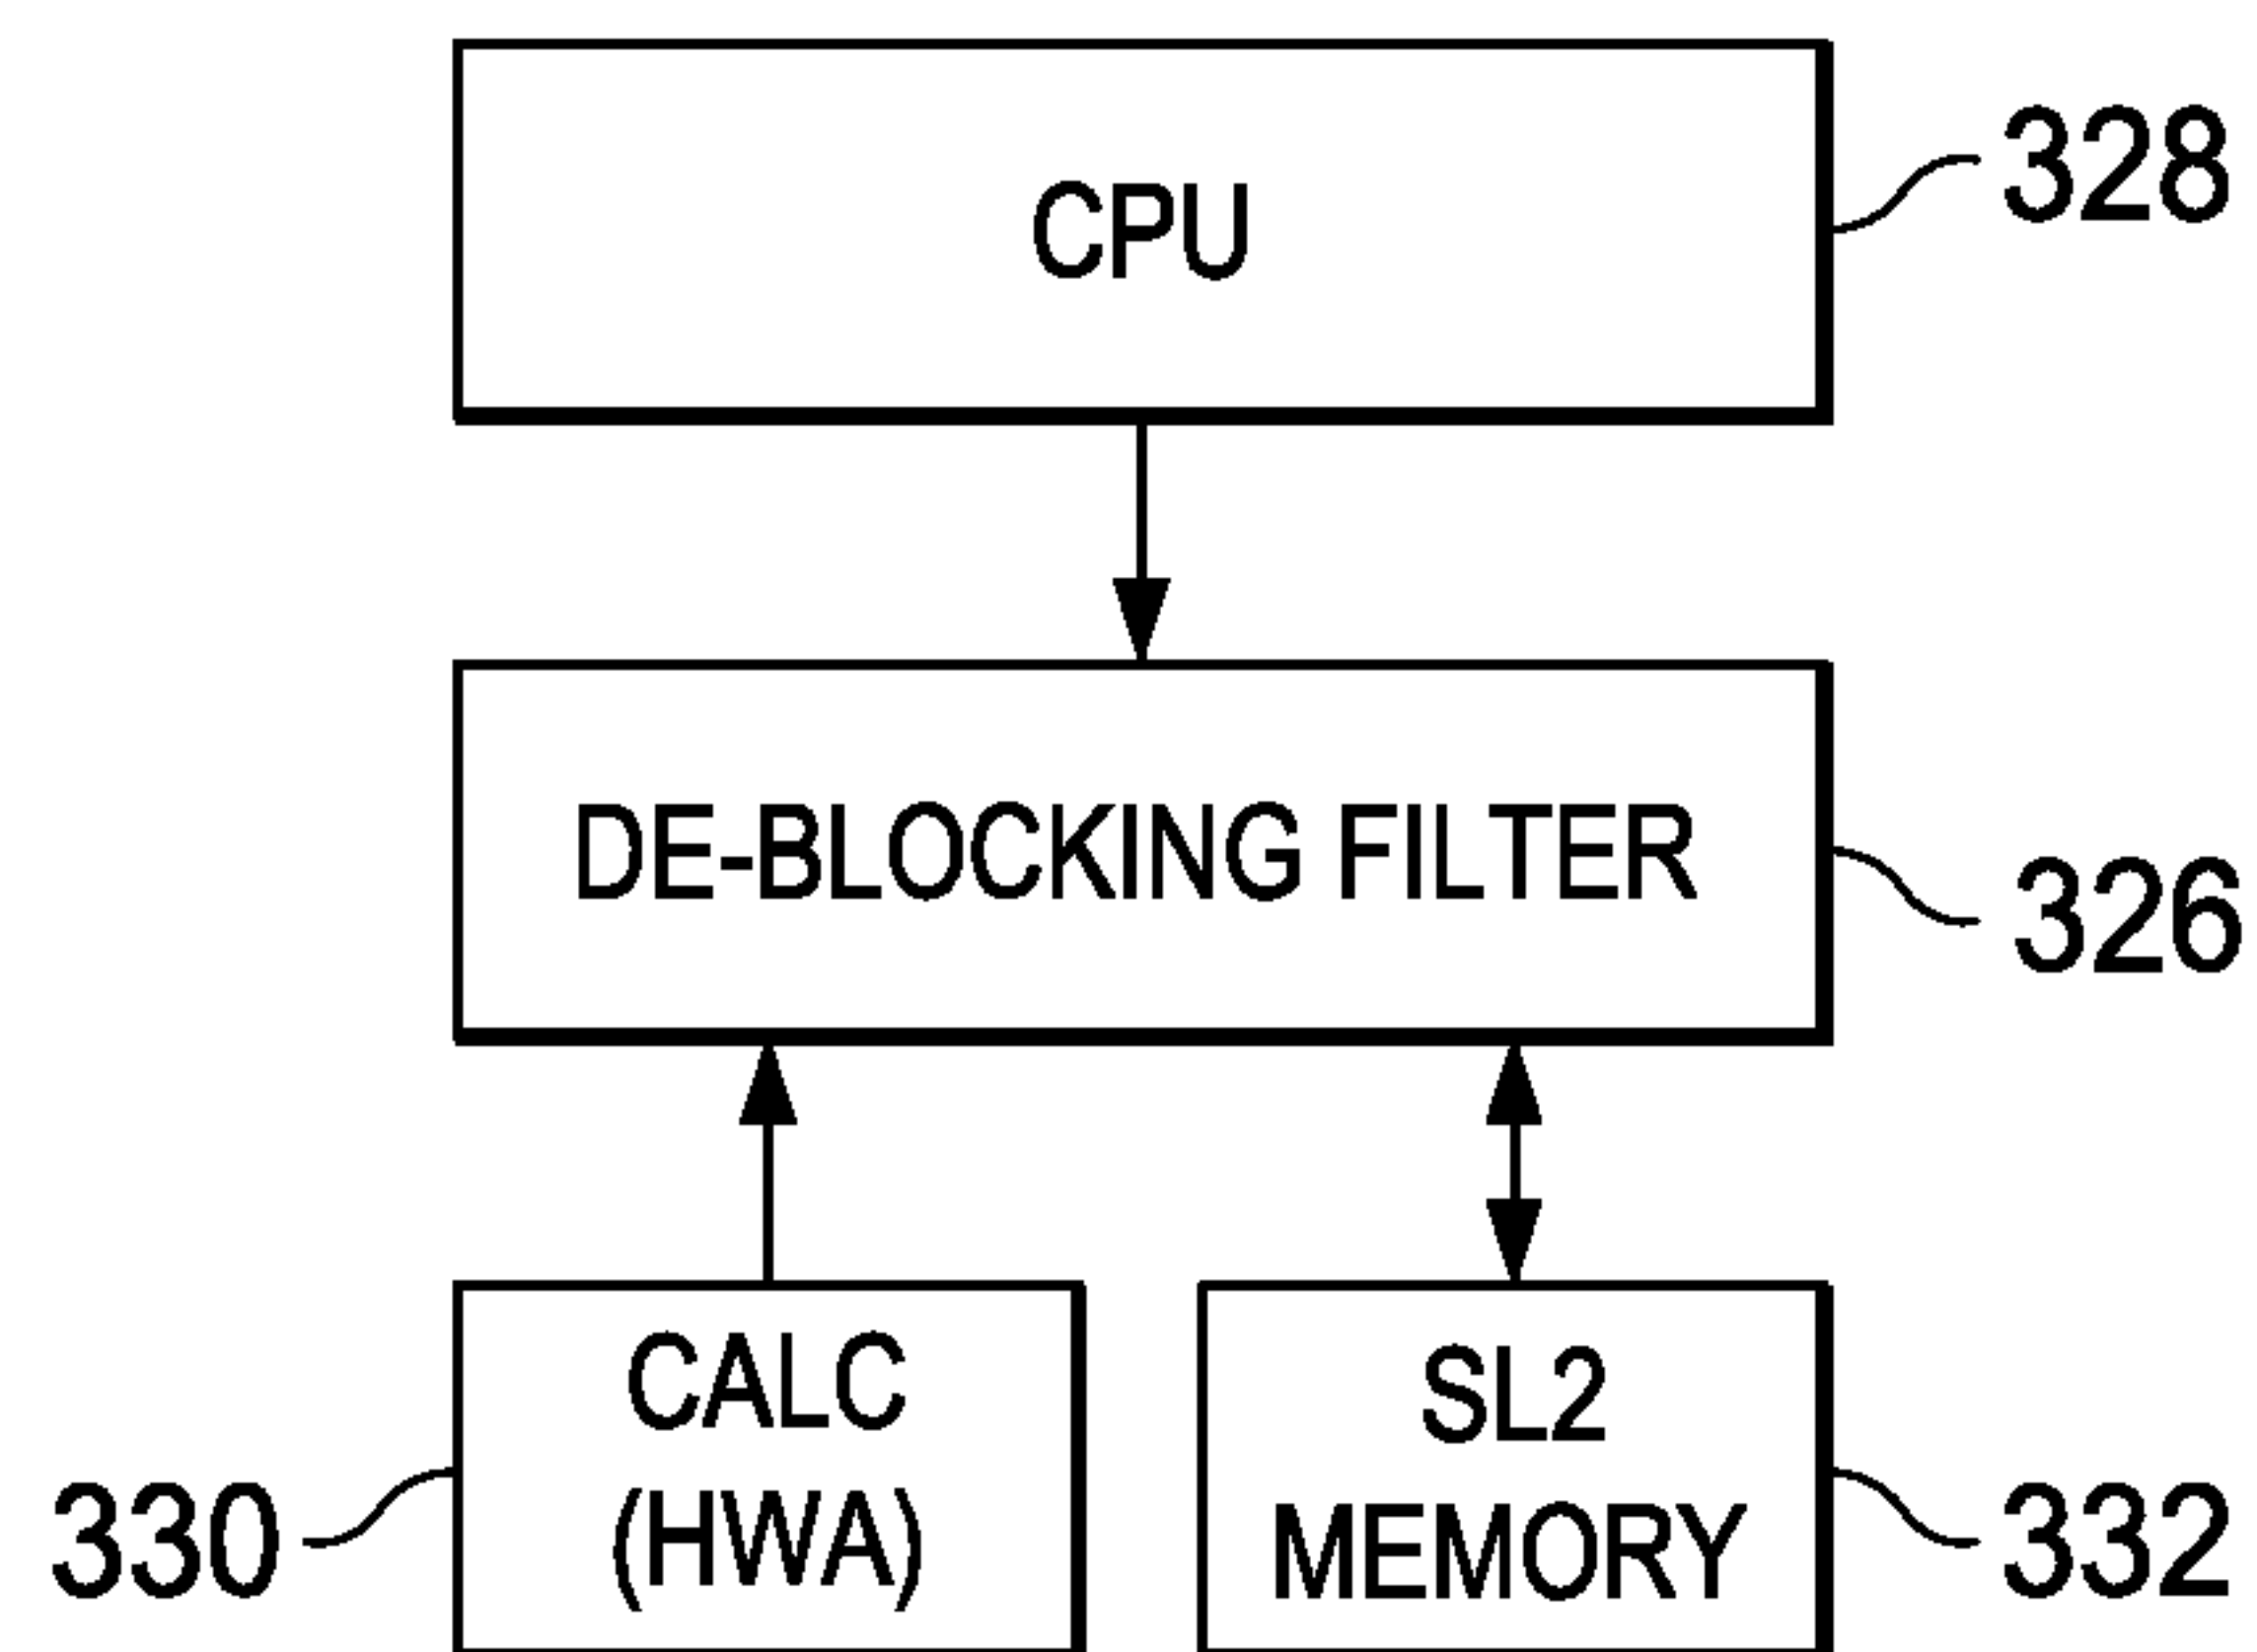 CPU
328
DE-BLOCKING FILTER
326
CALC
(HWA)
330
SL2
MEMORY
332